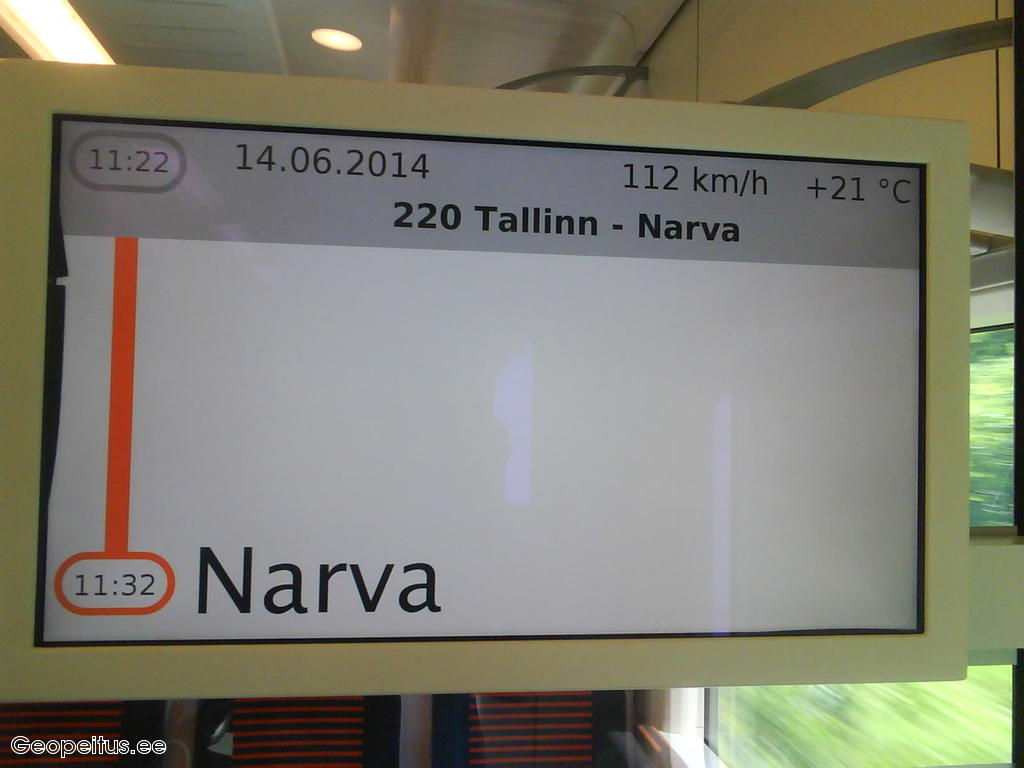 11:22 14.06.2014 112 km/h +21 °C
220 Tallinn - Narva
11:32 Narva
Geopeitus.ee